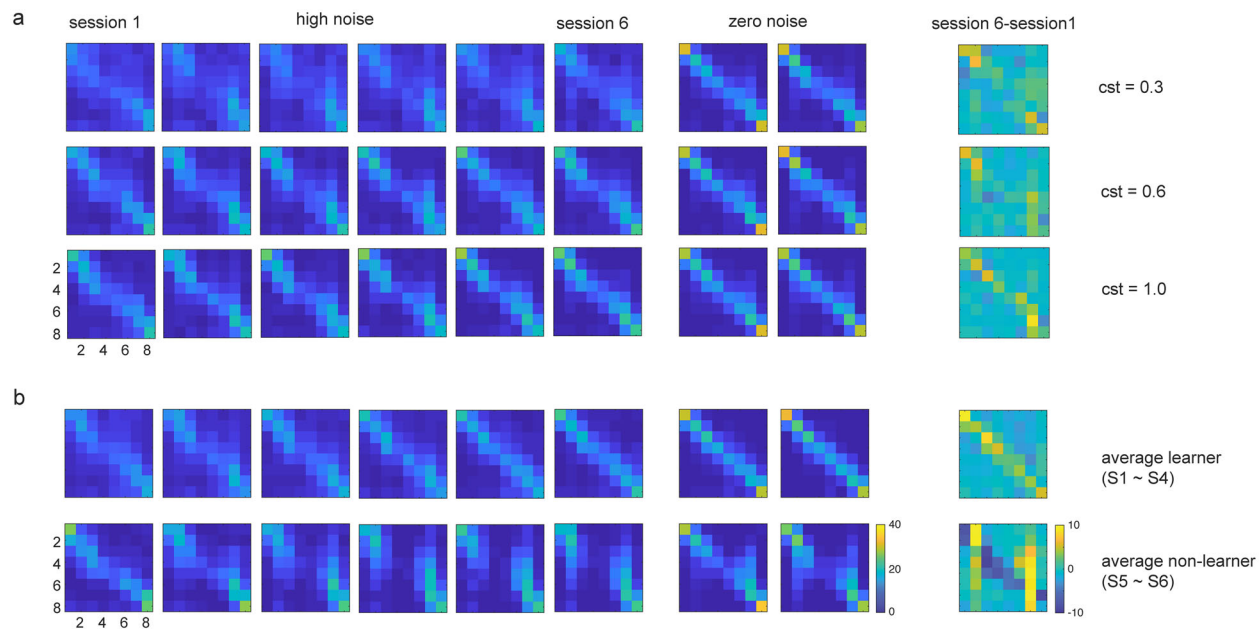 a
session 1
high noise
session 6
zero noise
session 6-session1
cst = 0.3
cst = 0.6
2
4
6
8
2 4 6 8
cst = 1.0
b
average learner
(S1 ~ S4)
2
4
6
8
2 4 6 8
40
20
0
10
0
-10
average non-learner
(S5 ~ S6)